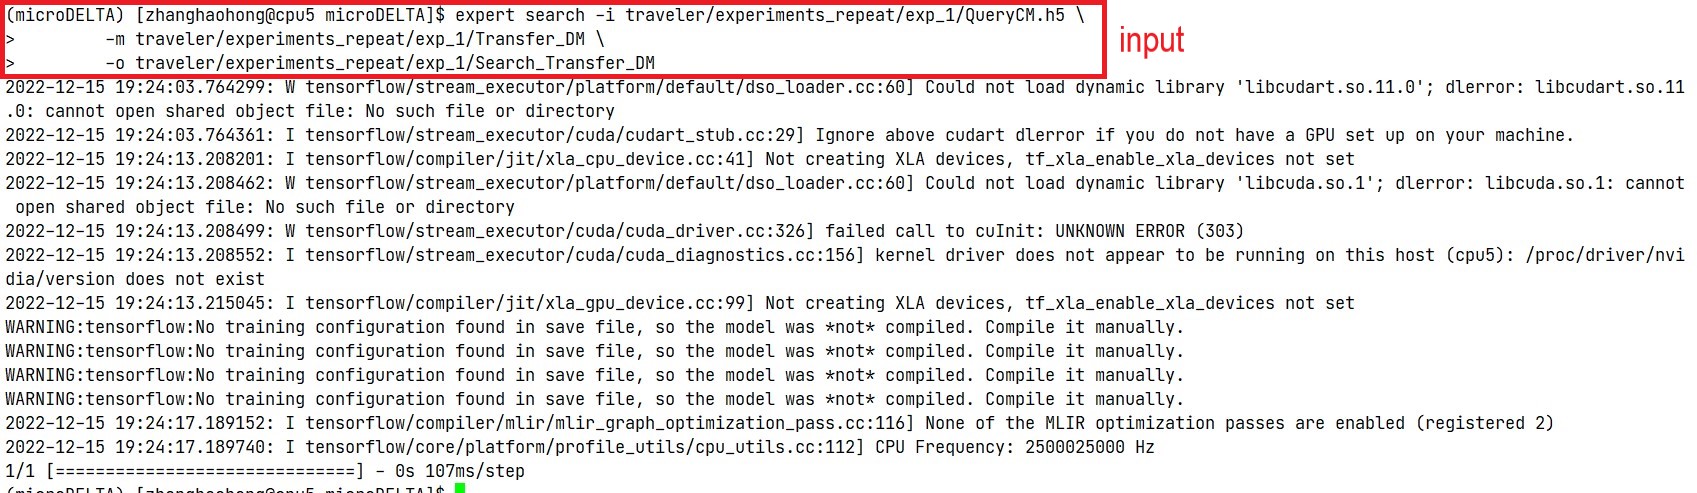 (microDELTA) [zhanghaohong@cpu5 microDELTA]$ expert search -i traveler/experiments_repeat/exp_1/QueryCM.h5 \
>         -m traveler/experiments_repeat/exp_1/Transfer_DM \
>         -o traveler/experiments_repeat/exp_1/Search_Transfer_DM
input
2022-12-15 19:24:03.764299: W tensorflow/stream_executor/platform/default/dso_loader.cc:60] Could not load dynamic library 'libcudart.so.11.0'; dlerror: libcudart.so.11
.0: cannot open shared object file: No such file or directory
2022-12-15 19:24:03.764361: I tensorflow/stream_executor/cuda/cudart_stub.cc:29] Ignore above cudart dlerror if you do not have a GPU set up on your machine.
2022-12-15 19:24:13.208201: I tensorflow/compiler/jit/xla_cpu_device.cc:41] Not creating XLA devices, tf_xla_enable_xla_devices not set
2022-12-15 19:24:13.208462: W tensorflow/stream_executor/platform/default/dso_loader.cc:60] Could not load dynamic library 'libcuda.so.1'; dlerror: libcuda.so.1: cannot
 open shared object file: No such file or directory
2022-12-15 19:24:13.208499: W tensorflow/stream_executor/cuda/cuda_driver.cc:326] failed call to cuInit: UNKNOWN ERROR (303)
2022-12-15 19:24:13.208552: I tensorflow/stream_executor/cuda/cuda_diagnostics.cc:156] kernel driver does not appear to be running on this host (cpu5): /proc/driver/nvi
dia/version does not exist
2022-12-15 19:24:13.215045: I tensorflow/compiler/jit/xla_gpu_device.cc:99] Not creating XLA devices, tf_xla_enable_xla_devices not set
WARNING:tensorflow:No training configuration found in save file, so the model was *not* compiled. Compile it manually.
WARNING:tensorflow:No training configuration found in save file, so the model was *not* compiled. Compile it manually.
WARNING:tensorflow:No training configuration found in save file, so the model was *not* compiled. Compile it manually.
WARNING:tensorflow:No training configuration found in save file, so the model was *not* compiled. Compile it manually.
2022-12-15 19:24:17.189152: I tensorflow/compiler/mlir/mlir_graph_optimization_pass.cc:116] None of the MLIR optimization passes are enabled (registered 2)
2022-12-15 19:24:17.189740: I tensorflow/core/platform/profile_utils/cpu_utils.cc:112] CPU Frequency: 2500025000 Hz
1/1 [==============================] - 0s 107ms/step
(microDELTA) [zhanghaohong@cpu5 microDELTA]$